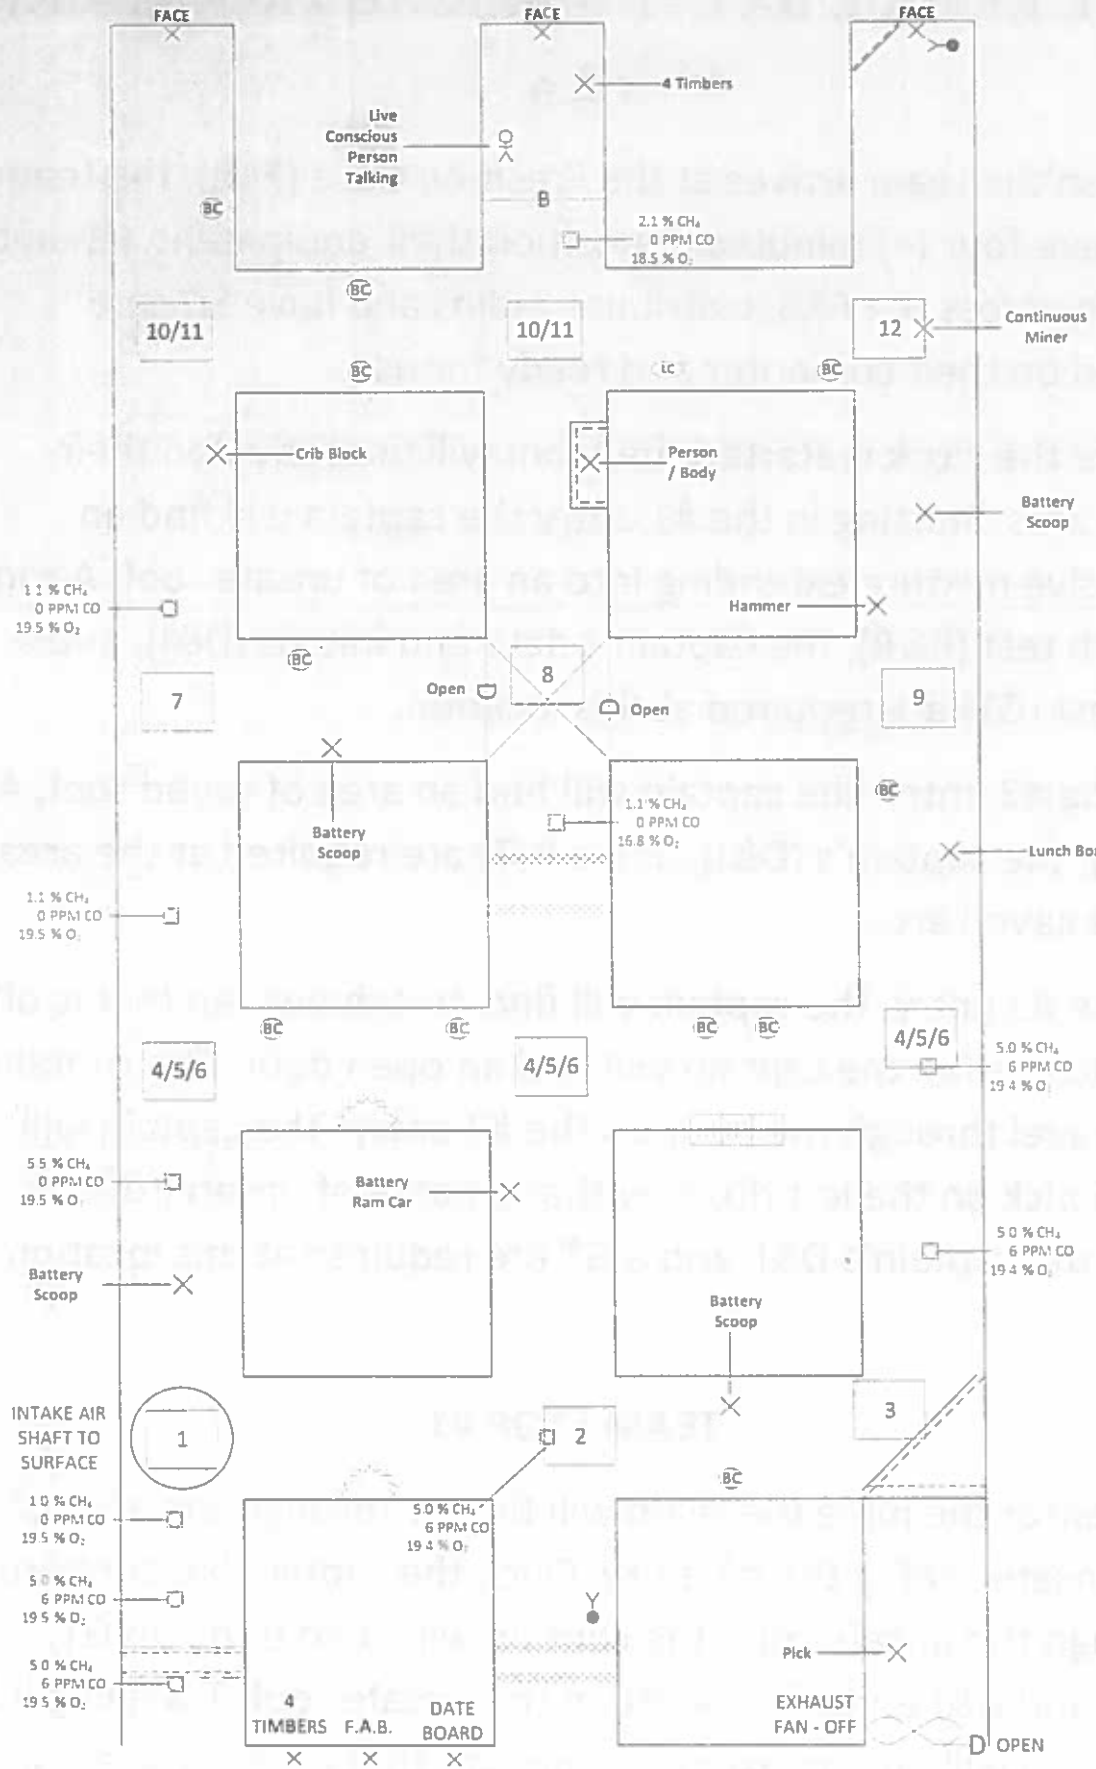 FACE
FACE
FACE
4 Timbers
Live
Conscious
Person
Talking
B
BC
2.1 % CH₄
0 PPM CO
18.5 % O₂
BC
10/11
10/11
12
Continuous
Miner
BC
BC
Crib Block
Person
/ Body
Battery
Scoop
1.1 % CH₄
0 PPM CO
19.5 % O₂
Hammer
BC
7
Open
8
Open
9
Battery
Scoop
1.1 % CH₄
0 PPM CO
16.8 % O₂
BC
Lunch Box
1.1 % CH₄
0 PPM CO
19.5 % O₂
BC
BC
BC
BC
4/5/6
4/5/6
4/5/6
5.0 % CH₄
6 PPM CO
19.4 % O₂
5.5 % CH₄
0 PPM CO
19.5 % O₂
Battery
Ram Car
5.0 % CH₄
6 PPM CO
19.4 % O₂
Battery
Scoop
Battery
Scoop
INTAKE AIR
SHAFT TO
SURFACE
1
2
3
BC
1.0 % CH₄
0 PPM CO
19.5 % O₂
5.0 % CH₄
6 PPM CO
19.4 % O₂
5.0 % CH₄
6 PPM CO
19.5 % O₂
5.0 % CH₄
6 PPM CO
19.5 % O₂
Pick
4
TIMBERS
F.A.B.
DATE
BOARD
EXHAUST
FAN - OFF
D OPEN